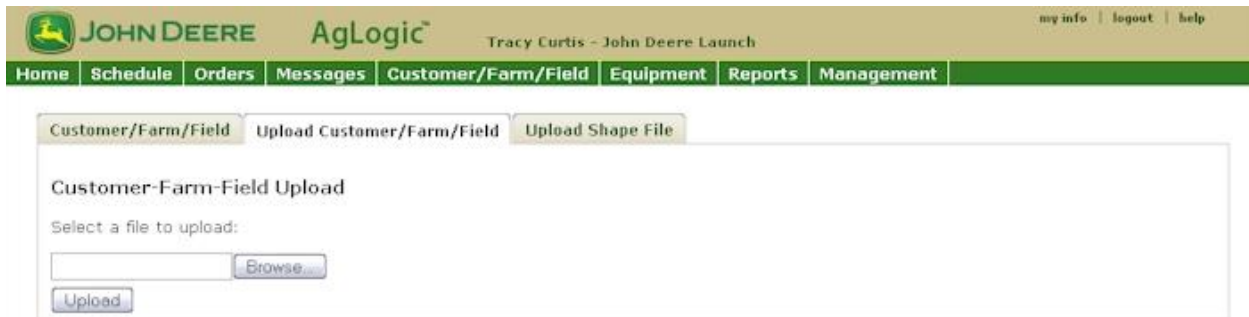 my info | logout | help
JOHN DEERE AgLogic™ Tracy Curtis - John Deere Launch
Home Schedule Orders Messages Customer/Farm/Field Equipment Reports Management
Customer/Farm/Field Upload Customer/Farm/Field Upload Shape File
Customer-Farm-Field Upload
Select a file to upload:
Browse...
Upload